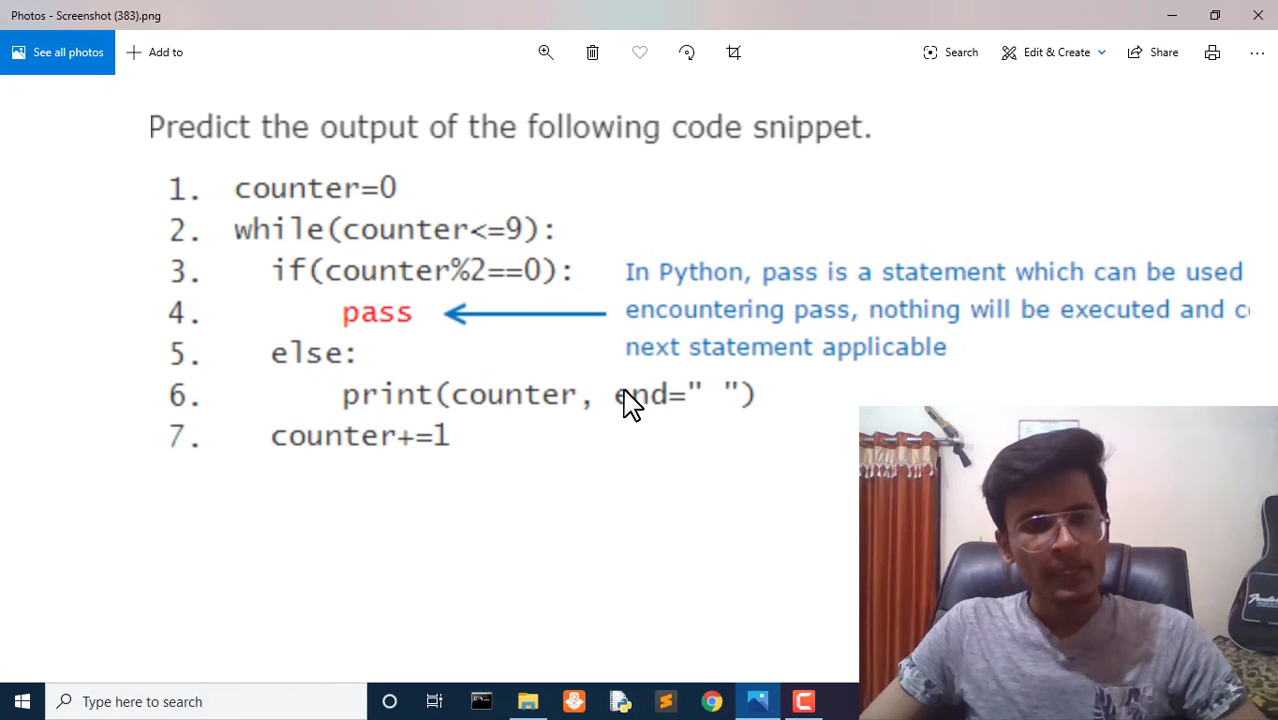 Photos - Screenshot (383).png
See all photos
Add to
Search
Edit & Create
Share
Predict the output of the following code snippet.
1. counter=0
2. while(counter<=9):
3. if(counter%2==0):
4. pass
5. else:
6. print(counter, end=" ")
7. counter+=1
In Python, pass is a statement which can be used
encountering pass, nothing will be executed and
next statement applicable
Fender
Type here to search